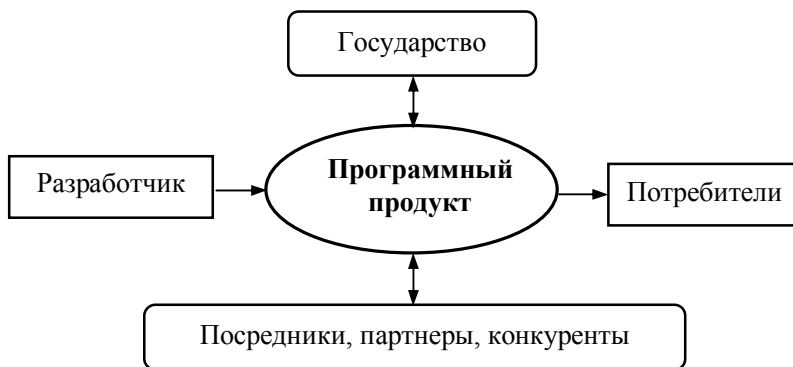 Государство
Разработчик
Программный
продукт
Потребители
Посредники, партнеры, конкуренты